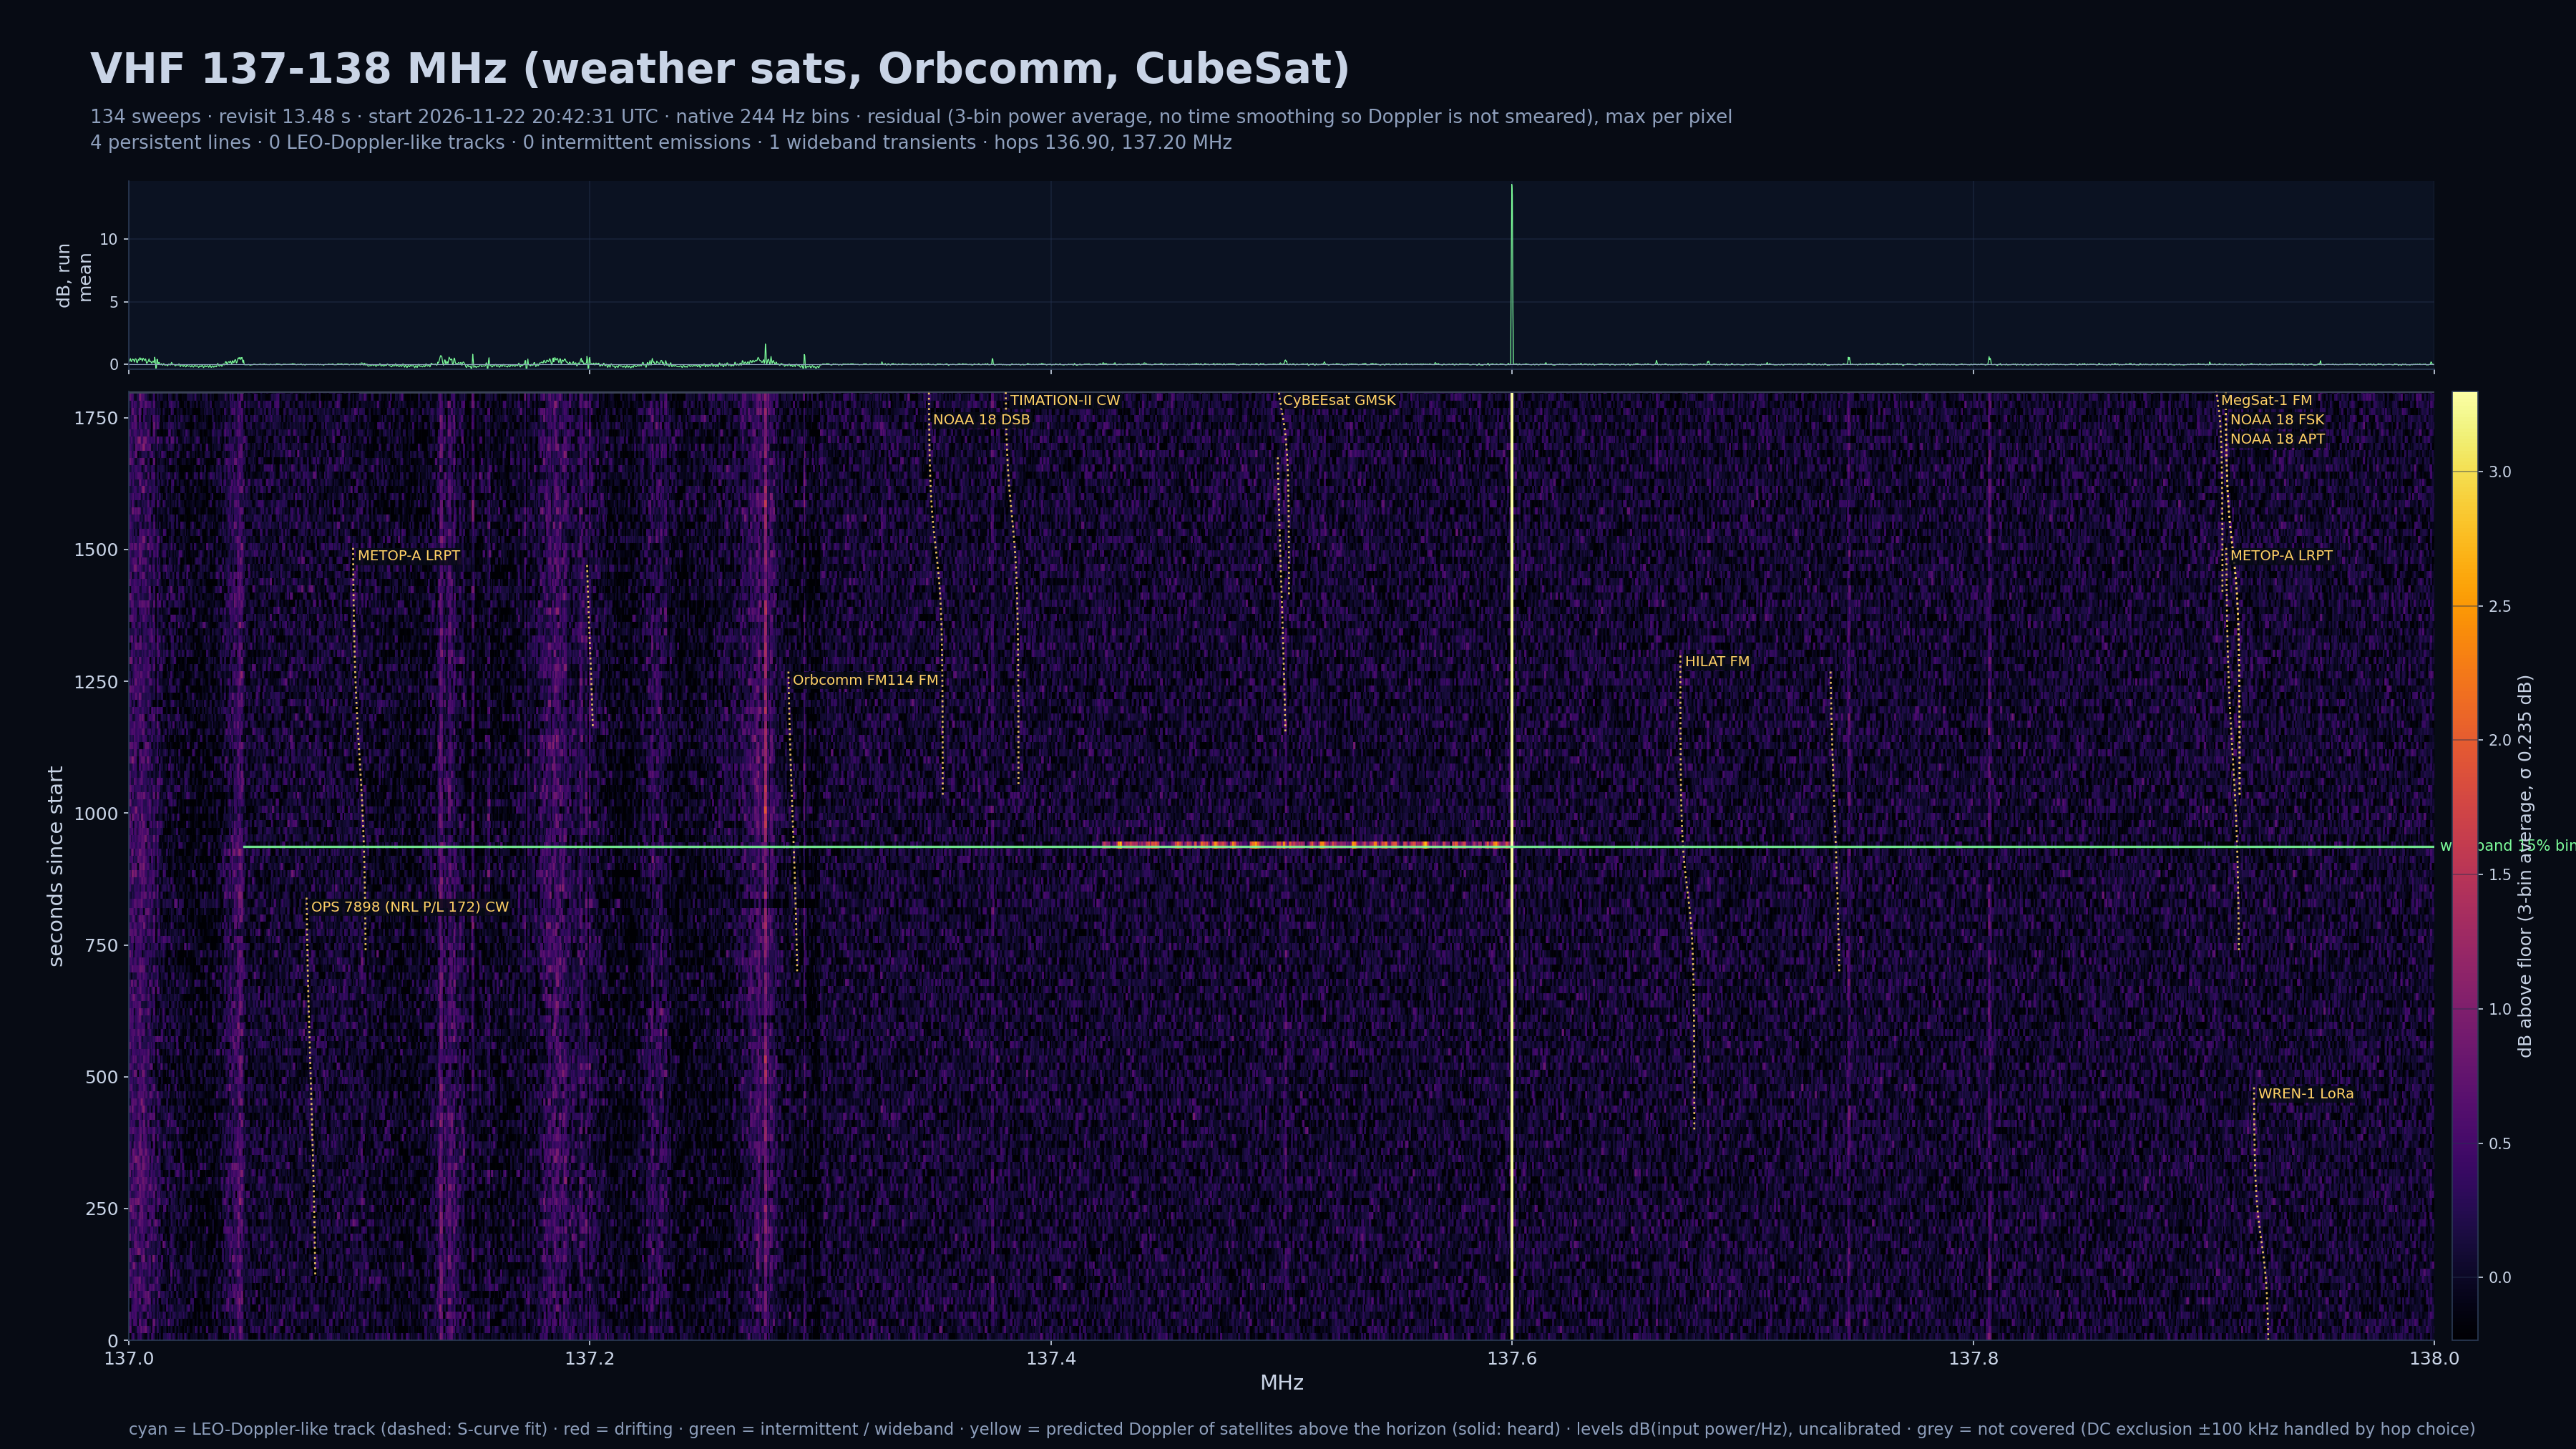 VHF 137-138 MHz (weather sats, Orbcomm, CubeSat)
134 sweeps · revisit 13.48 s · start 2026-11-22 20:42:31 UTC · native 244 Hz bins · residual (3-bin power average, no time smoothing so Doppler is not smeared), max per pixel
4 persistent lines · 0 LEO-Doppler-like tracks · 0 intermittent emissions · 1 wideband transients · hops 136.90, 137.20 MHz
dB, run
mean
10
5
0
TIMATION-II CW
CyBEEsat GMSK
MegSat-1 FM
NOAA 18 DSB
NOAA 18 FSK
NOAA 18 APT
METOP-A LRPT
METOP-A LRPT
HILAT FM
Orbcomm FM114 FM
OPS 7898 (NRL P/L 172) CW
WREN-1 LoRa
seconds since start
1750
1500
1250
1000
750
500
250
0
137.0
137.2
137.4
137.6
137.8
138.0
MHz
3.0
2.5
2.0
1.5
1.0
0.5
0.0
dB above floor (3-bin average, σ 0.235 dB)
cyan = LEO-Doppler-like track (dashed: S-curve fit) · red = drifting · green = intermittent / wideband · yellow = predicted Doppler of satellites above the horizon (solid: heard) · levels dB(input power/Hz), uncalibrated · grey = not covered (DC exclusion ±100 kHz handled by hop choice)